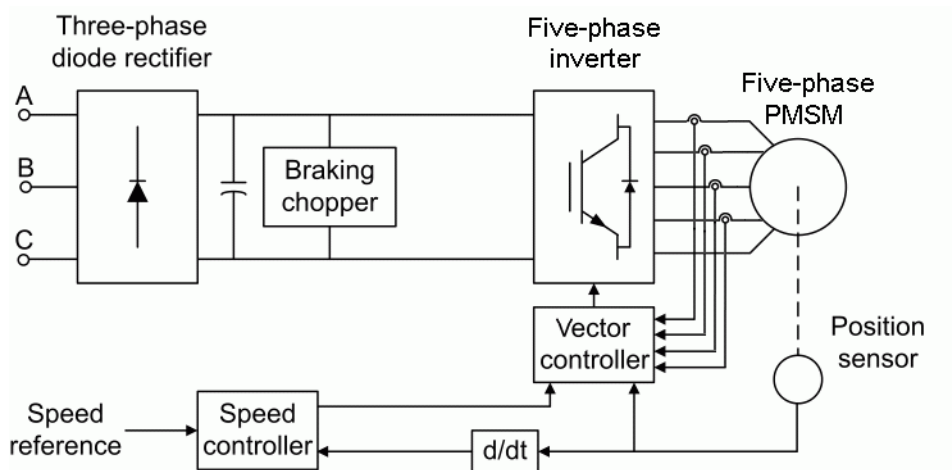 Three-phase
diode rectifier
Five-phase
inverter
Five-phase
PMSM
A
B
C
Braking
chopper
Vector
controller
Position
sensor
Speed
reference
Speed
controller
d/dt